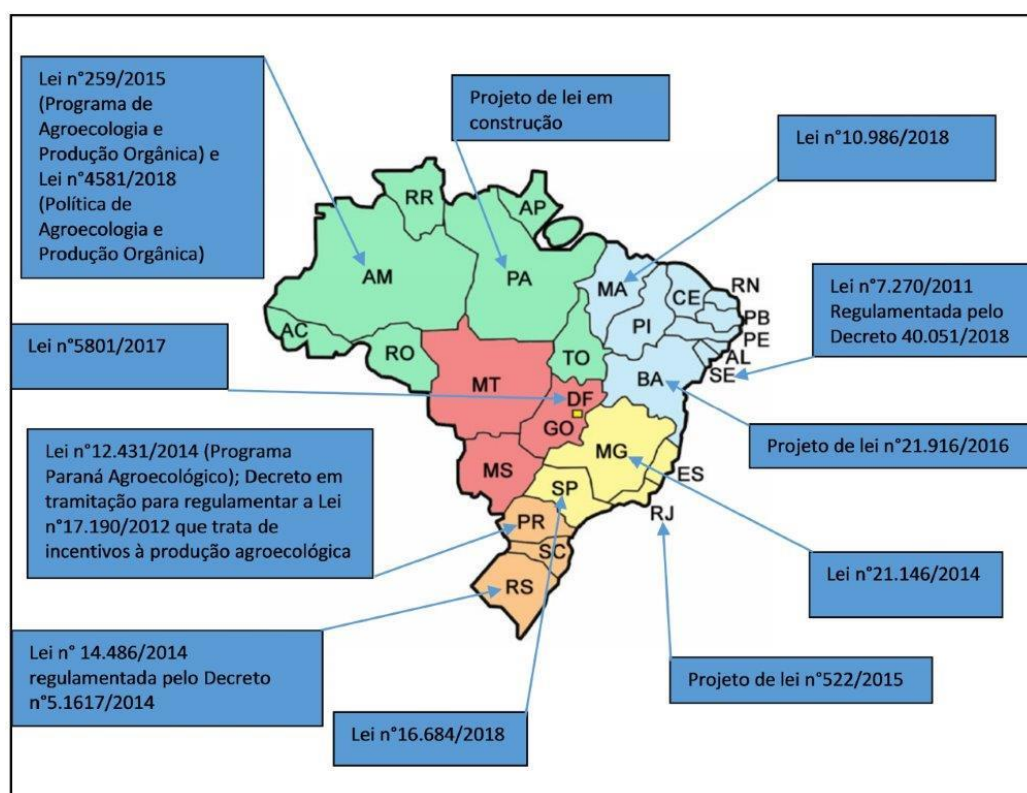 Lei n°259/2015
(Programa de
Agroecologia e
Produção Orgânica) e
Lei n°4581/2018
(Política de
Agroecologia e
Produção Orgânica)
Projeto de lei em
construção
Lei n°10.986/2018
RR
AP
AM
PA
MA
CE
RN
PI
PB
PE
AL
SE
AC
RO
TO
BA
MT
DF
GO
MG
ES
MS
SP
RJ
PR
SC
RS
Lei n°7.270/2011
Regulamentada pelo
Decreto 40.051/2018
Lei n°5801/2017
Projeto de lei n°21.916/2016
Lei n°12.431/2014 (Programa
Paraná Agroecológico); Decreto em
tramitação para regulamentar a Lei
n°17.190/2012 que trata de
incentivos à produção agroecológica
Lei n°21.146/2014
Lei n° 14.486/2014
regulamentada pelo Decreto
n°5.1617/2014
Projeto de lei n°522/2015
Lei n°16.684/2018